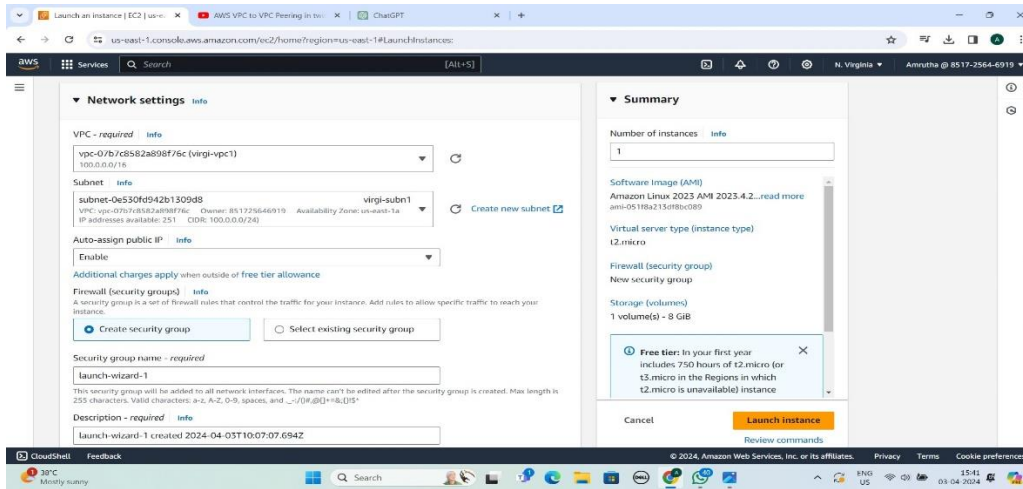 Launch an instance | EC2 | us-e
AWS VPC to VPC Peering in tw
ChatGPT
us-east-1.console.aws.amazon.com/ec2/home?region=us-east-1#LaunchInstances:
aws
Services
Search
[Alt+S]
N. Virginia
Amrutha @ 8517-2564-6919
Network settings Info
VPC - required Info
vpc-07b7c8582a898f76c (virgi-vpc1)
100.0.0.0/16
Subnet Info
subnet-0e530fd942b1309d8 virgi-subn1
VPC: vpc-07b7c8582a898f76c Owner: 851725646919 Availability Zone: us-east-1a
IP addresses available: 251 CIDR: 100.0.0.0/24)
Create new subnet
Auto-assign public IP Info
Enable
Additional charges apply when outside of free tier allowance
Firewall (security groups) Info
A security group is a set of firewall rules that control the traffic for your instance. Add rules to allow specific traffic to reach your
instance.
Create security group
Select existing security group
Security group name - required
launch-wizard-1
This security group will be added to all network interfaces. The name can't be edited after the security group is created. Max length is
255 characters. Valid characters: a-z, A-Z, 0-9, spaces, and
Description - required Info
launch-wizard-1 created 2024-04-03T10:07:07.694Z
Summary
Number of instances Info
1
Software Image (AMI)
Amazon Linux 2023 AMI 2023.4.2...read more
ami-051f8a213df8bc089
Virtual server type (instance type)
t2.micro
Firewall (security group)
New security group
Storage (volumes)
1 volume(s) - 8 GiB
Free tier: In your first year
includes 750 hours of t2.micro (or
t3.micro in the Regions in which
t2.micro is unavailable) instance
Cancel
Launch instance
Review commands
CloudShell
Feedback
© 2024, Amazon Web Services, Inc. or its affiliates.
Privacy
Terms
Cookie preferences
Mostly sunny
Search
ENG
US
15:41
03-04-2024